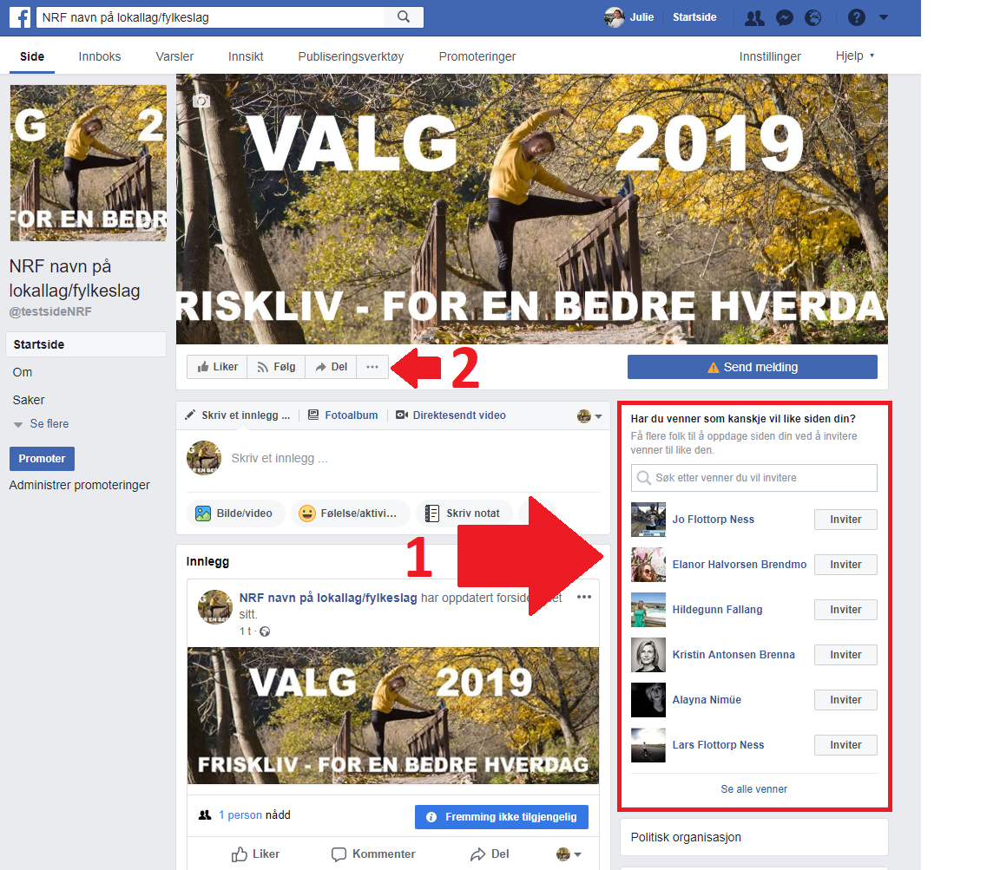 NRF navn på lokallag/fylkeslag
Julie
Startside
Side
Innboks
Varsler
Innsikt
Publiseringsverktøy
Promoteringer
Innstillinger
Hjelp
G 2
FOR EN BEDR
VALG 2019
RISKLIV - FOR EN BEDRE HVERDAG
NRF navn på
lokallag/fylkeslag
@testsideNRF
Startside
Om
Saker
Se flere
Promoter
Administrer promoteringer
Liker
Følg
Del
2
Send melding
Skriv et innlegg ...
Fotoalbum
Direktesendt video
Skriv et innlegg ...
Bilde/video
Følelse/aktivi...
Skriv notat
1
Innlegg
NRF navn på lokallag/fylkeslag har oppdatert
sitt.
1 t ·
VALG 2019
FRISKLIV - FOR EN BEDRE HVERDAG
1 person nådd
Fremming ikke tilgjengelig
Liker
Kommenter
Del
Har du venner som kanskje vil like siden din?
Få flere folk til å oppdage siden din ved å invitere
venner til like den.
Søk etter venner du vil invitere
Jo Flottorp Ness Inviter
Elanor Halvorsen Brendmo Inviter
Hildegunn Fallang Inviter
Kristin Antonsen Brenna Inviter
Alayna Nimüe Inviter
Lars Flottorp Ness Inviter
Se alle venner
Politisk organisasjon